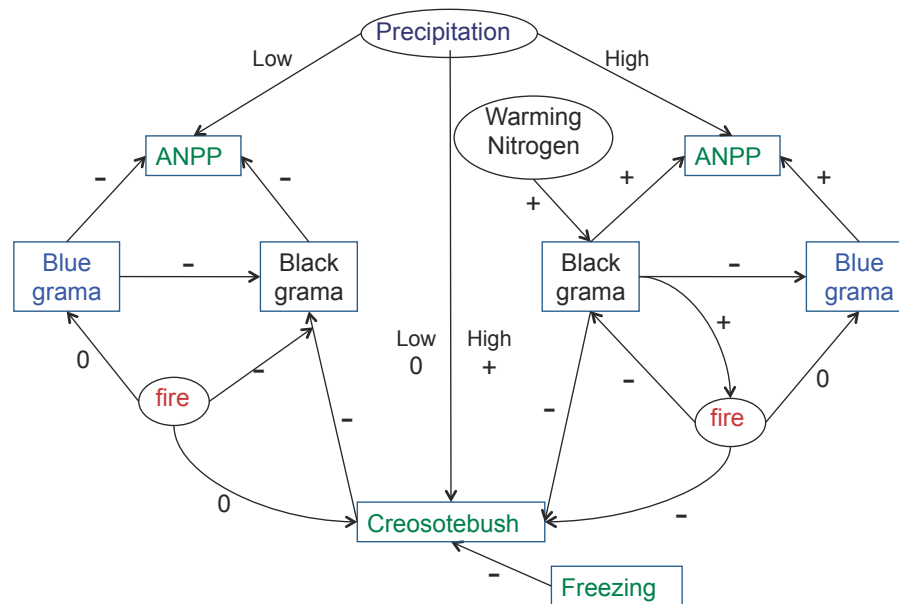 Precipitation
Low
High
Warming
Nitrogen
ANPP
ANPP
-
-
+
+
+
Blue
grama
-
Black
grama
Black
grama
-
Blue
grama
Low
0
High
+
+
0
-
-
0
fire
fire
-
-
0
-
Creosotebush
-
Freezing